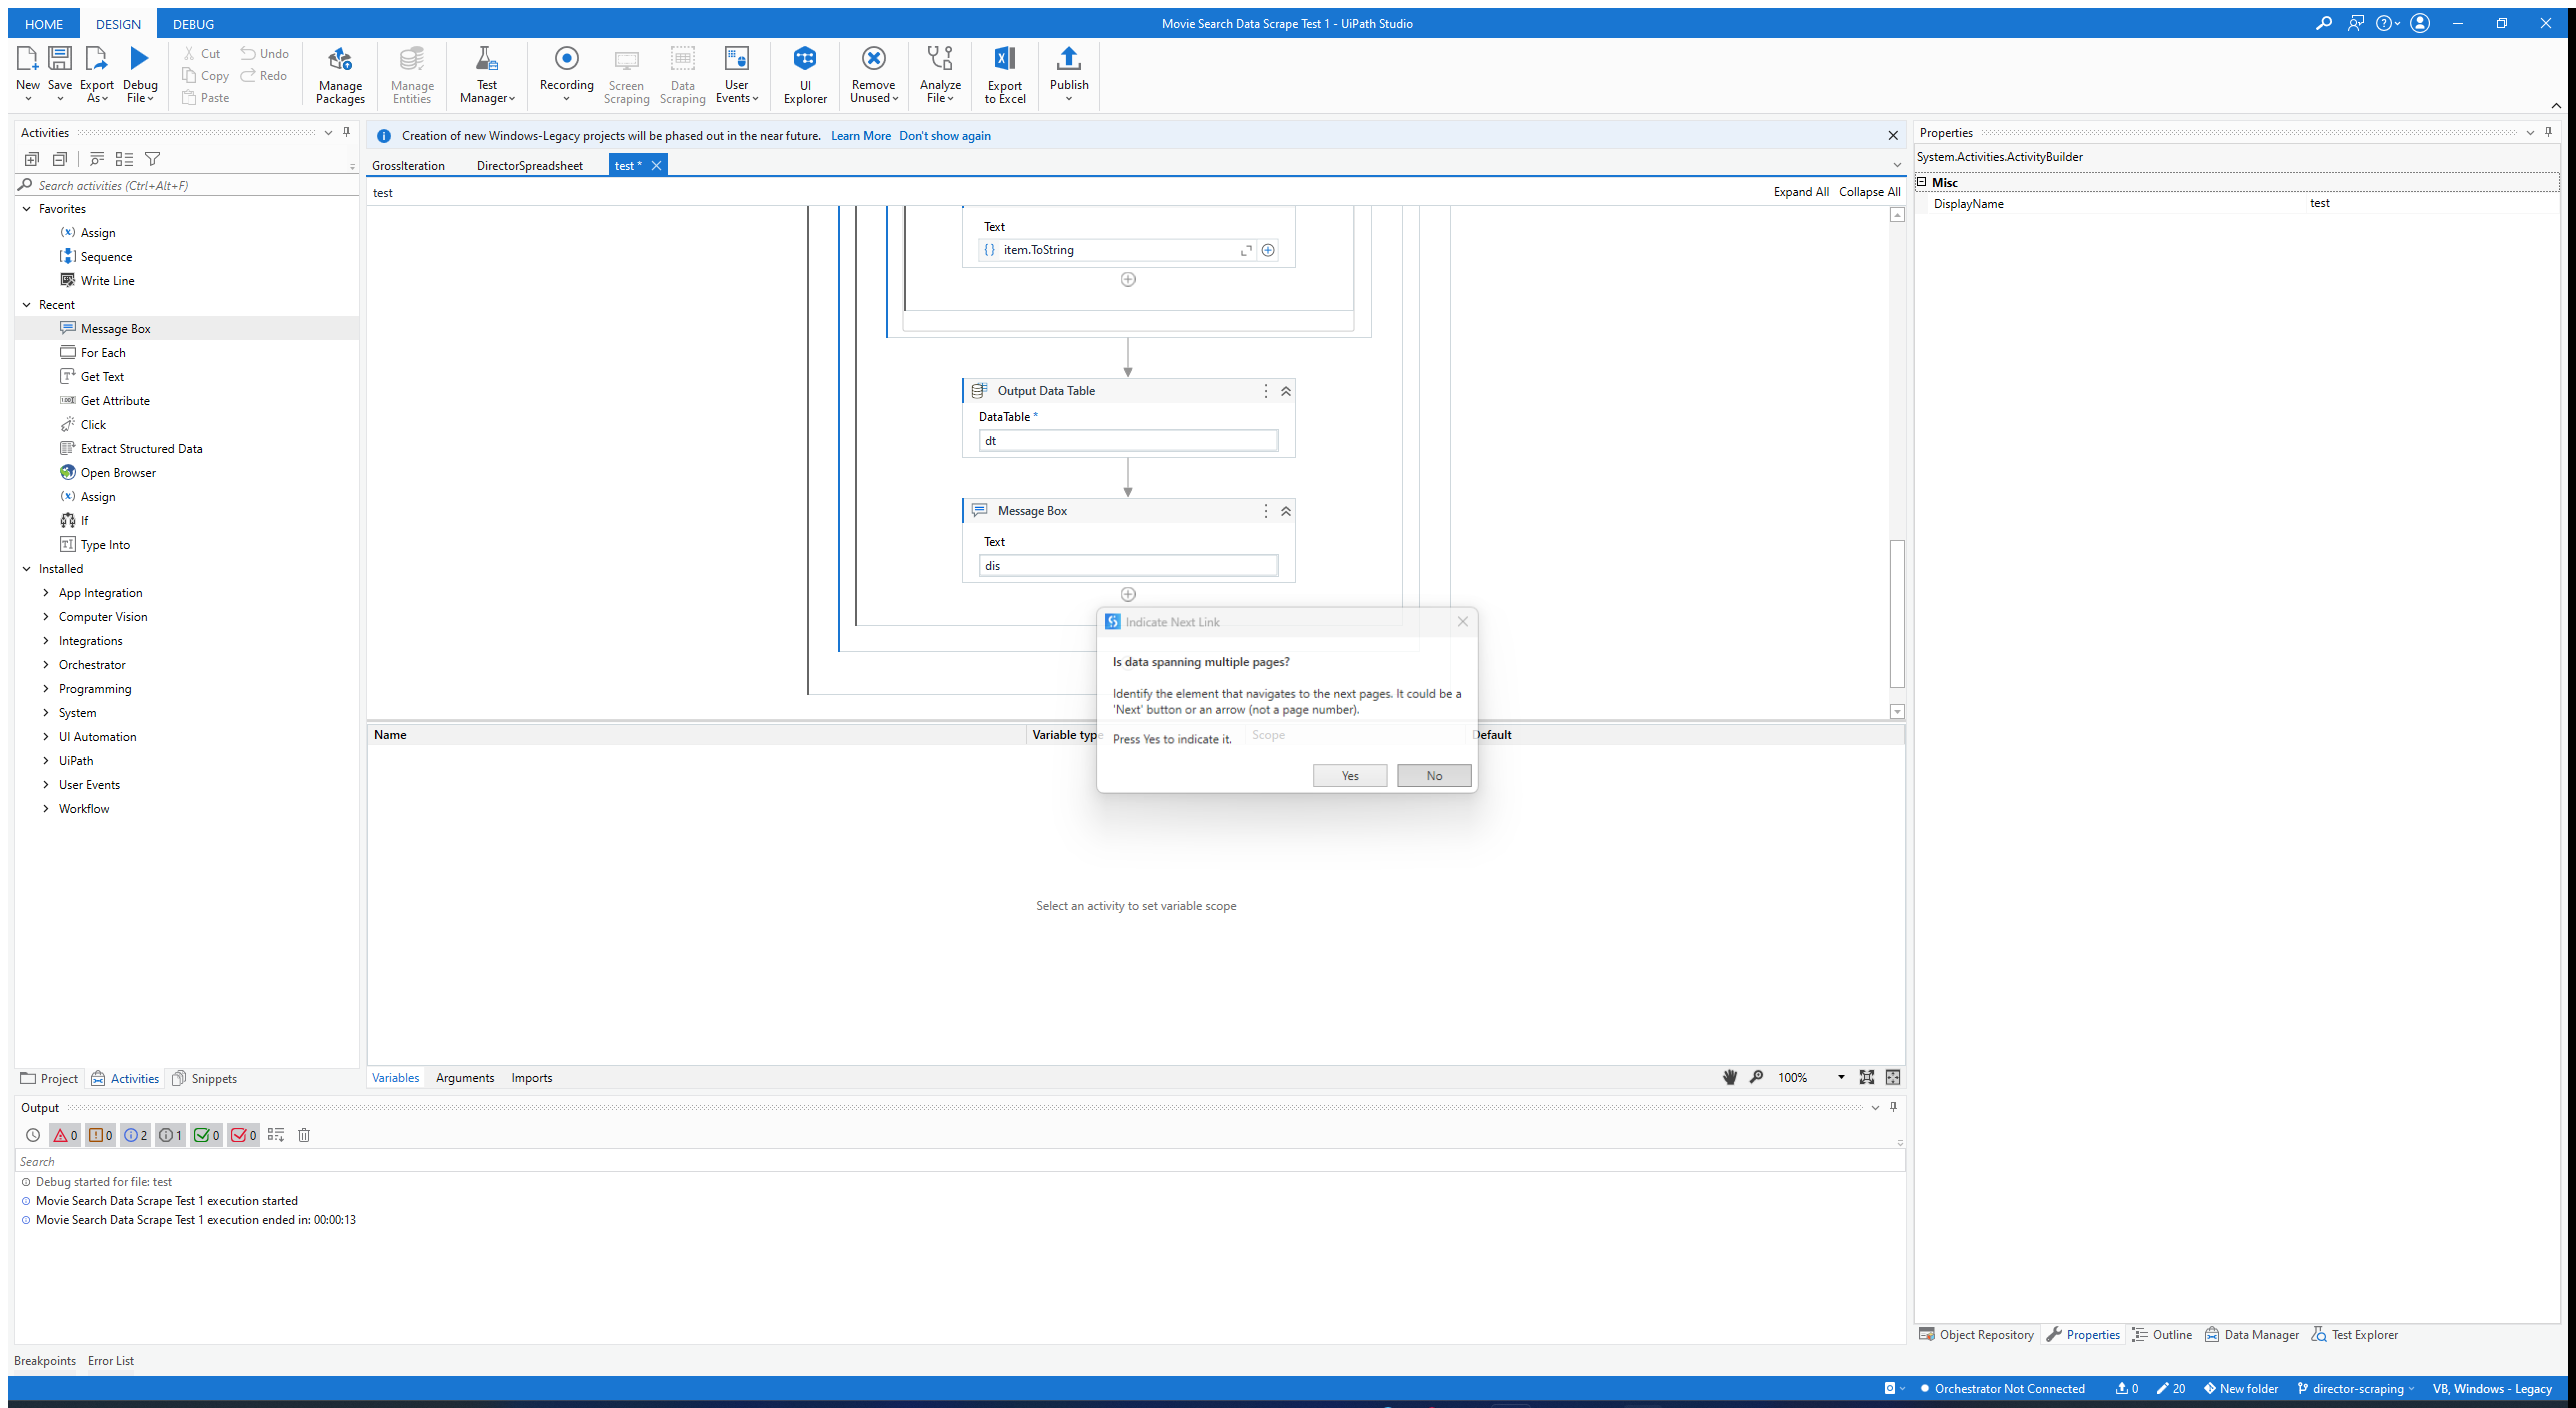 HOME DESIGN DEBUG Movie Search Data Scrape Test 1 - UiPath Studio
New Save Export As Debug File
Cut Copy Paste Undo Redo
Manage Packages
Manage Entities
Test Manager
Recording
Screen Scraping
Data Scraping
User Events
UI Explorer
Remove Unused
Analyze File
Export to Excel
Publish
Activities
Search activities (Ctrl+Alt+F)
Favorites
Assign
Sequence
Write Line
Recent
Message Box
For Each
Get Text
Get Attribute
Click
Extract Structured Data
Open Browser
Assign
If
Type Into
Installed
App Integration
Computer Vision
Integrations
Orchestrator
Programming
System
UI Automation
UiPath
User Events
Workflow
Project Activities Snippets
Creation of new Windows-Legacy projects will be phased out in the near future. Learn More Don't show again
GrossIteration DirectorSpreadsheet test *
test Expand All Collapse All
Text
item.ToString
Output Data Table
DataTable *
dt
Message Box
Text
dis
Indicate Next Link
Is data spanning multiple pages?
Identify the element that navigates to the next pages. It could be a
'Next' button or an arrow (not a page number).
Press Yes to indicate it.
Yes No
Name Variable type Scope Default
Select an activity to set variable scope
Variables Arguments Imports 100%
Properties
System.Activities.ActivityBuilder
Misc
DisplayName test
Object Repository Properties Outline Data Manager Test Explorer
Output
0 0 2 1 0 0
Search
Debug started for file: test
Movie Search Data Scrape Test 1 execution started
Movie Search Data Scrape Test 1 execution ended in: 00:00:13
Breakpoints Error List
Orchestrator Not Connected 0 20 New folder director-scraping VB, Windows - Legacy